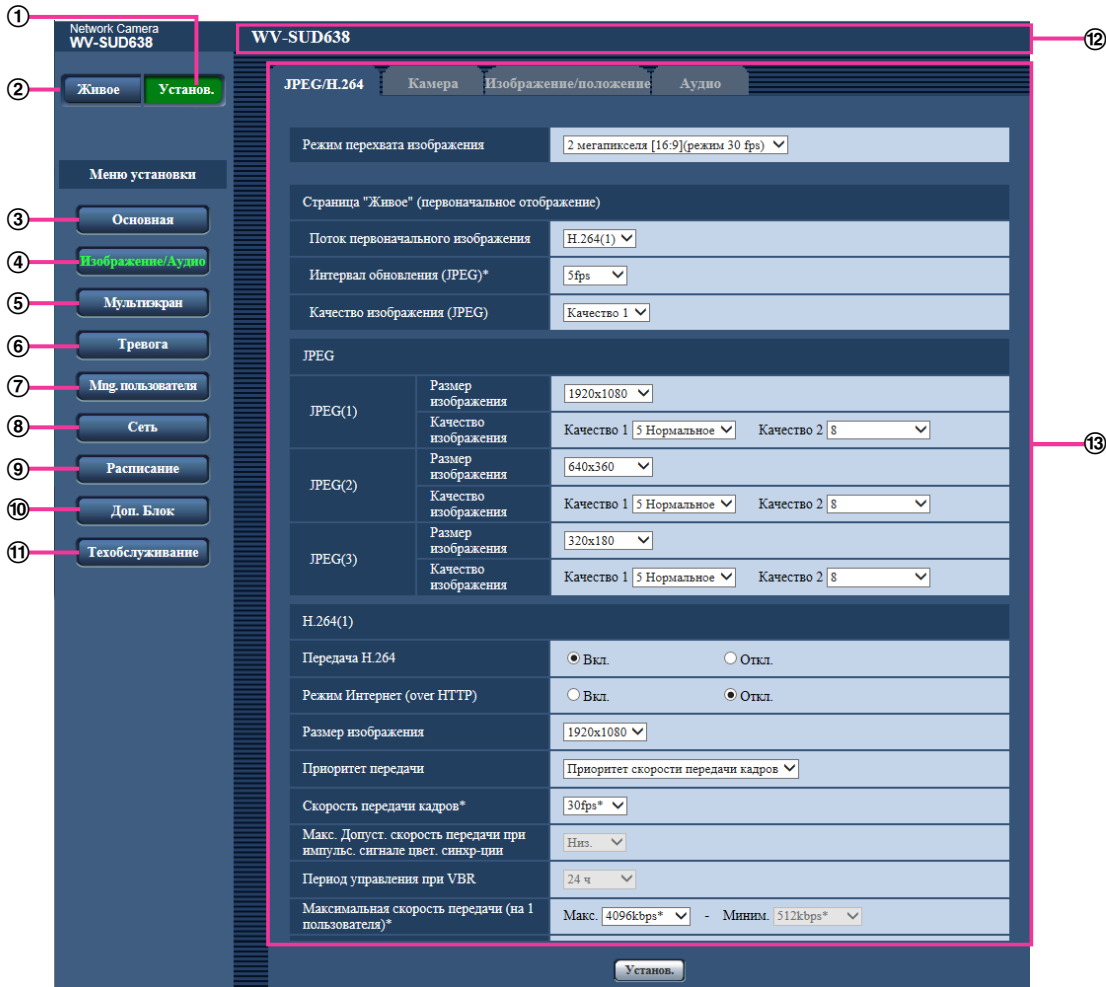 ①
Network Camera
WV-SUD638
WV-SUD638
⑫
②
Живое
Установ.
JPEG/H.264
Камера
Изображение/положение
Аудио
Режим перехвата изображения
2 мегапикселя [16:9](режим 30 fps)
Меню установки
Страница "Живое" (первоначальное отображение)
③
Основная
Поток первоначального изображения
H.264(1)
④
Изображение/Аудио
Интервал обновления (JPEG)*
5fps
⑤
Мультиэкран
Качество изображения (JPEG)
Качество 1
⑥
Тревога
JPEG
⑦
Mng. пользователя
JPEG(1)
Размер
изображения
1920x1080
⑧
Сеть
Качество
изображения
Качество 1 5 Нормальное Качество 2 8
⑬
⑨
Расписание
JPEG(2)
Размер
изображения
640x360
⑩
Доп. Блок
Качество
изображения
Качество 1 5 Нормальное Качество 2 8
⑪
Техобслуживание
JPEG(3)
Размер
изображения
320x180
Качество
изображения
Качество 1 5 Нормальное Качество 2 8
H.264(1)
Передача H.264
Вкл.
Откл.
Режим Интернет (over HTTP)
Вкл.
Откл.
Размер изображения
1920x1080
Приоритет передачи
Приоритет скорости передачи кадров
Скорость передачи кадров*
30fps*
Макс. Допуст. скорость передачи при
импульс. сигнале цвет. синхр-ции
Низ.
Период управления при VBR
24 ч
Максимальная скорость передачи (на 1
пользователя)*
Макс. 4096kbps* - Миним. 512kbps*
Установ.